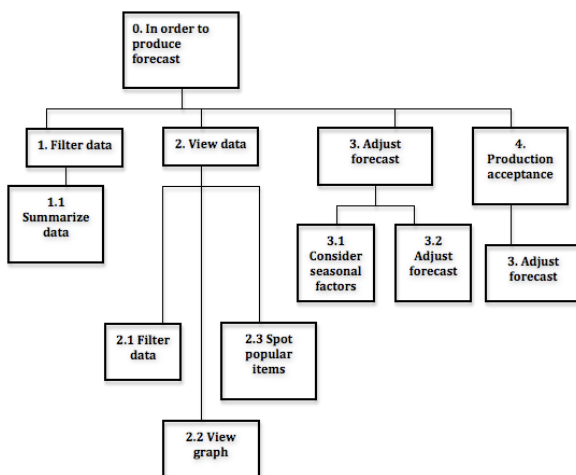 0. In order to
produce
forecast
1. Filter data
2. View data
3. Adjust
forecast
4.
Production
acceptance
1.1
Summarize
data
3.1
Consider
seasonal
factors
3.2
Adjust
forecast
3. Adjust
forecast
2.1 Filter
data
2.3 Spot
popular
items
2.2 View
graph